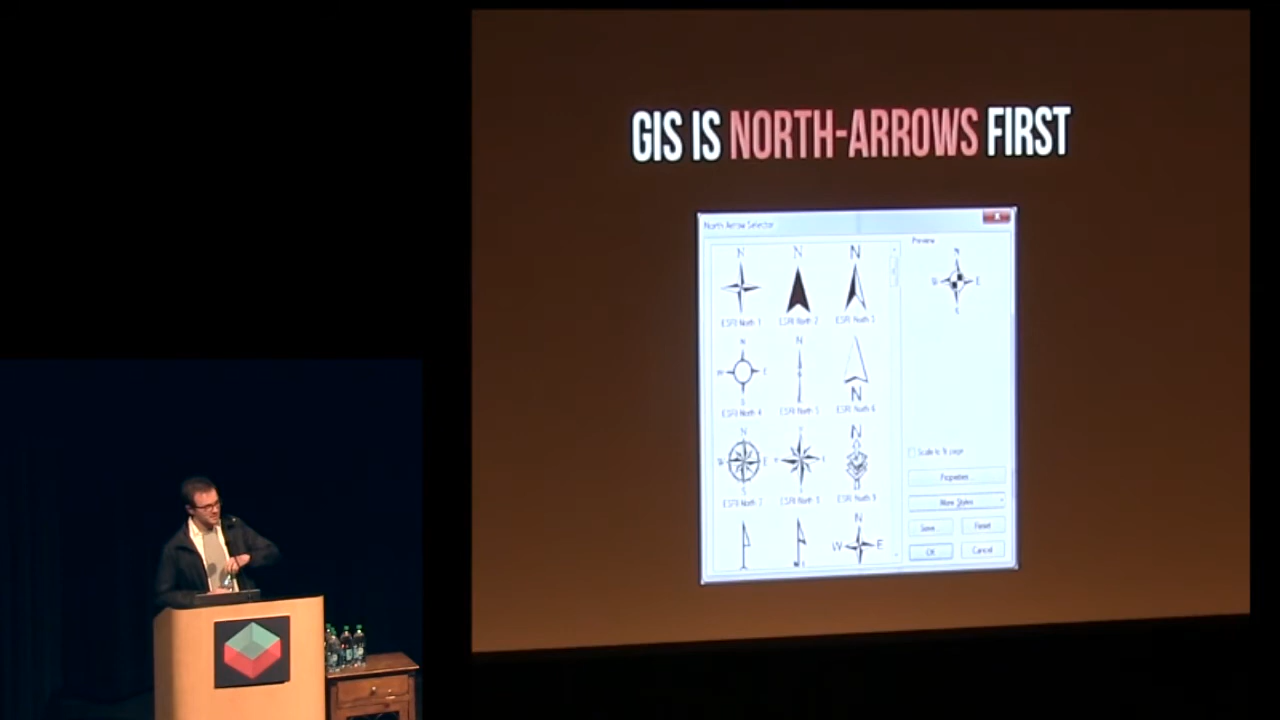 GIS IS NORTH-ARROWS FIRST
North Arrow Selector
Preview
N
N
N
ESRI North 1
ESRI North 2
ESRI North 3
N
W E
S
N
N
W E
S
ESRI North 4
ESRI North 5
N
ESRI North 6
N
N
E
S
ESRI North 7
ESRI North 8
ESRI North 9
Properties...
More Styles
Save...
Reset
OK
Cancel
N
W E